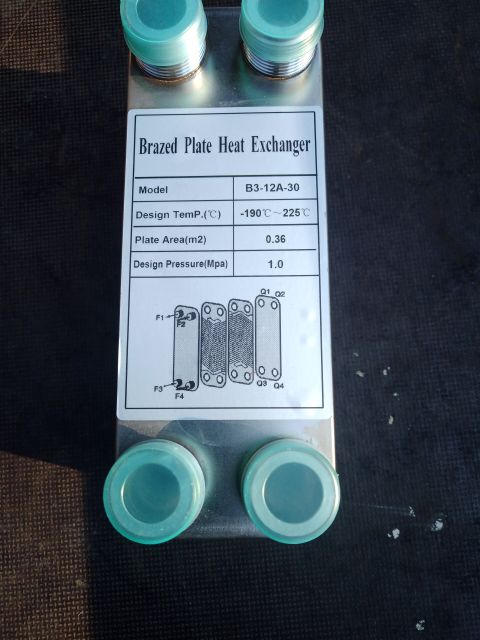 Brazed Plate Heat Exchanger
Model B3-12A-30
Design TemP.(℃) -190℃~225℃
Plate Area(m2) 0.36
Design Pressure(Mpa) 1.0
Q1 Q2
F1 F2
F3 F4
Q3 Q4